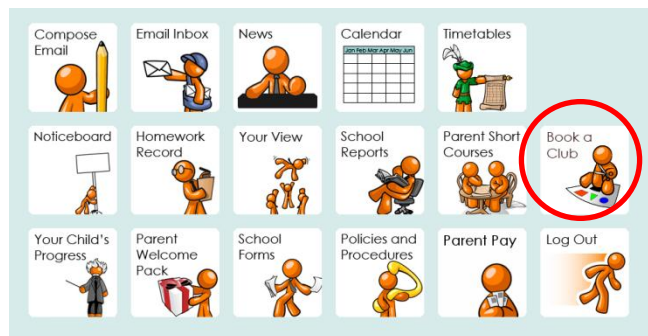 Compose
Email
Email Inbox
News
Calendar
Jan Feb Mar Apr May Jun
Timetables
Noticeboard
Homework
Record
Your View
School
Reports
Parent Short
Courses
Book a
Club
Your Child's
Progress
Parent
Welcome
Pack
School
Forms
Policies and
Procedures
Parent Pay
Log Out